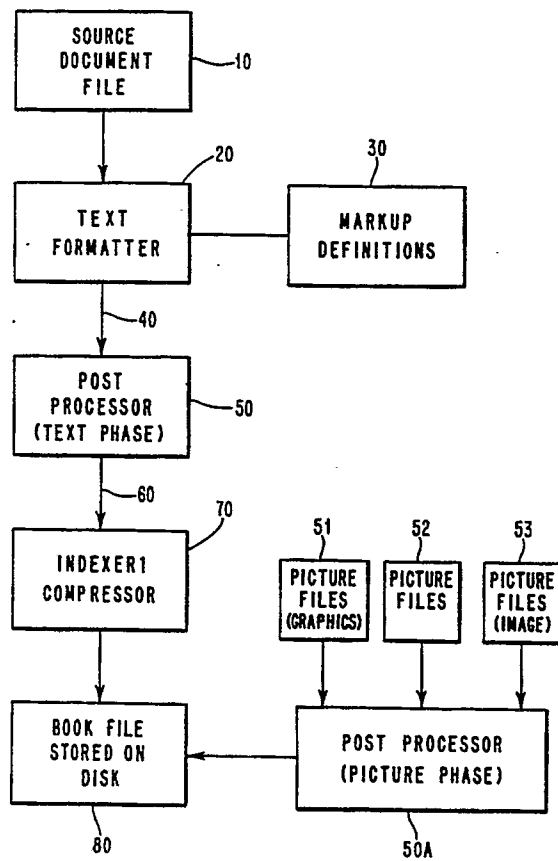 SOURCE
DOCUMENT
FILE
10
20
30
TEXT
FORMATTER
MARKUP
DEFINITIONS
40
POST
PROCESSOR
(TEXT PHASE)
50
60
70
INDEXER1
COMPRESSOR
51
52
53
PICTURE
FILES
(GRAPHICS)
PICTURE
FILES
PICTURE
FILES
(IMAGE)
BOOK FILE
STORED ON
DISK
POST PROCESSOR
(PICTURE PHASE)
80
50A